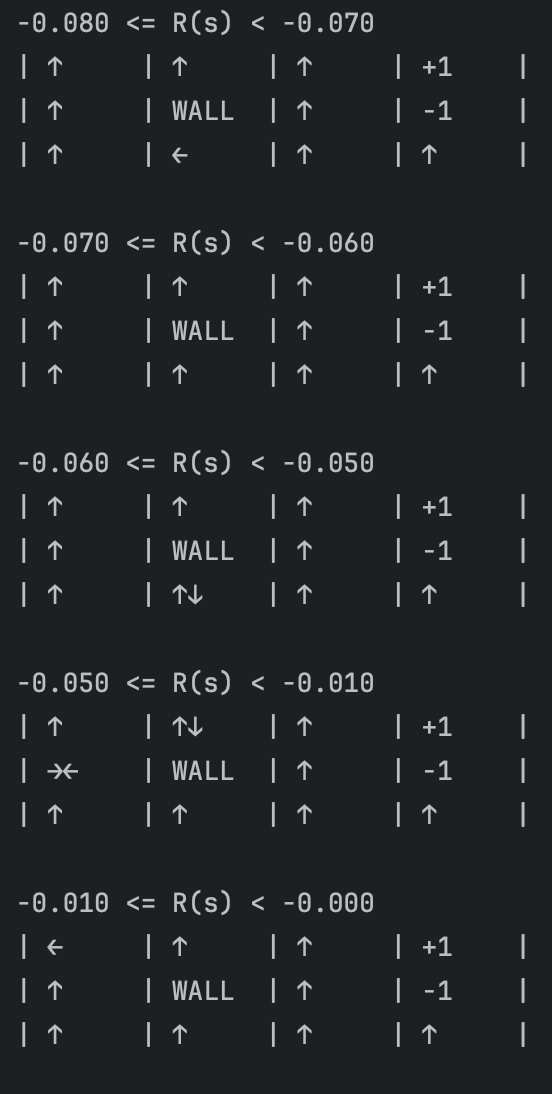 -0.080 <= R(s) < -0.070
| ↑     | ↑     | ↑     | +1    |
| ↑     | WALL  | ↑     | -1    |
| ↑     | ←     | ↑     | ↑     |
-0.070 <= R(s) < -0.060
| ↑     | ↑     | ↑     | +1    |
| ↑     | WALL  | ↑     | -1    |
| ↑     | ↑     | ↑     | ↑     |
-0.060 <= R(s) < -0.050
| ↑     | ↑     | ↑     | +1    |
| ↑     | WALL  | ↑     | -1    |
| ↑     | ↑↓    | ↑     | ↑     |
-0.050 <= R(s) < -0.010
| ↑     | ↑↓    | ↑     | +1    |
| →←    | WALL  | ↑     | -1    |
| ↑     | ↑     | ↑     | ↑     |
-0.010 <= R(s) < -0.000
| ←     | ↑     | ↑     | +1    |
| ↑     | WALL  | ↑     | -1    |
| ↑     | ↑     | ↑     | ↑     |